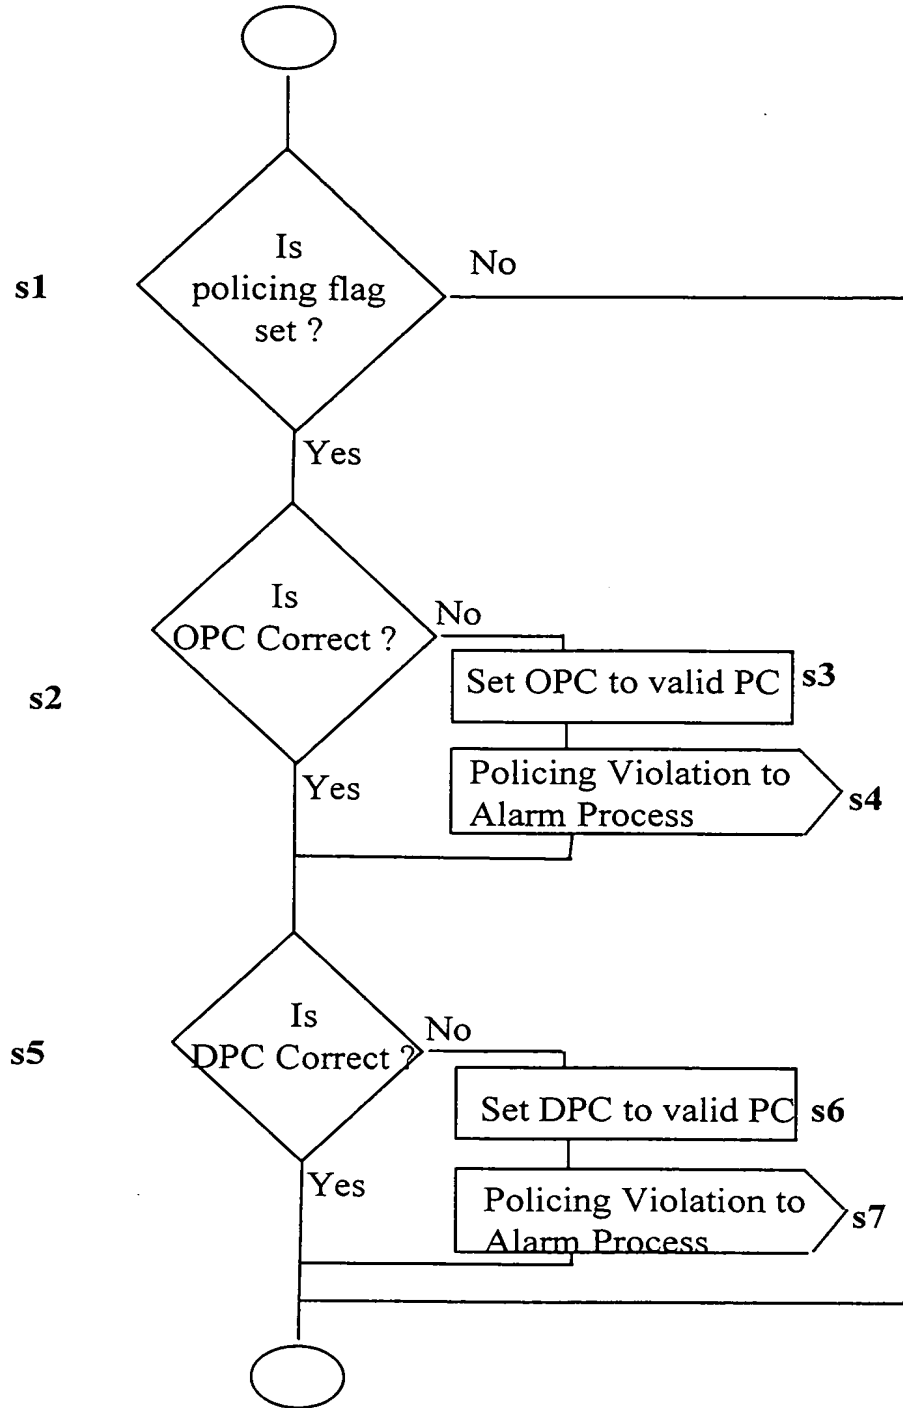 Is
policing flag
set ?
No
s1
Yes
Is
OPC Correct ?
No
s2
Set OPC to valid PC
s3
Yes
Policing Violation to
Alarm Process
s4
Is
DPC Correct ?
No
s5
Set DPC to valid PC
s6
Yes
Policing Violation to
Alarm Process
s7